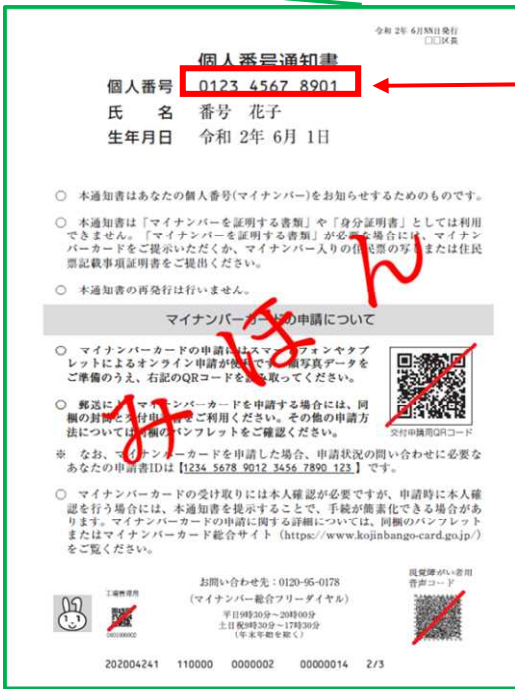 令和 2年 6月NN日発行
□□区長
個人番号通知書
個人番号 0123 4567 8901
氏 名 番号 花子
生年月日 令和 2年 6月 1日
○ 本通知書はあなたの個人番号(マイナンバー)をお知らせするためのものです。
○ 本通知書は「マイナンバーを証明する書類」や「身分証明書」としては利用
できません。「マイナンバーを証明する書類」が必要な場合には、マイナン
バーカードをご提示いただくか、マイナンバー入りの住民票の写しまたは住民
票記載事項証明書をご提出ください。
○ 本通知書の再発行は行いません。
マイナンバーカードの申請について
○ マイナンバーカードの申請にはスマートフォンやタブ
レットによるオンライン申請が便利です。顔写真データを
ご準備のうえ、右記のQRコードを読み取ってください。
○ 郵送によりマイナンバーカードを申請する場合には、同
梱の封筒と交付申請書をご利用ください。その他の申請方
法については同梱のパンフレットをご確認ください。
交付申請用QRコード
※ なお、マイナンバーカードを申請した場合、申請状況の問い合わせに必要な
あなたの申請書IDは【1234 5678 9012 3456 7890 123 】です。
○ マイナンバーカードの受け取りには本人確認が必要ですが、申請時に本人確
認を行う場合には、本通知書を提示することで、手続が簡素化できる場合があ
ります。マイナンバーカードの申請に関する詳細については、同梱のパンフレット
またはマイナンバーカード総合サイト（https://www.kojinbango-card.go.jp/）
をご覧ください。
みほん
お問い合わせ先：0120-95-0178
(マイナンバー総合フリーダイヤル)
平日9時30分～20時00分
土日祝9時30分～17時30分
(年末年始を除く)
工場管理用
視覚障がい者用
音声コード
202004241 110000 0000002 00000014 2/3